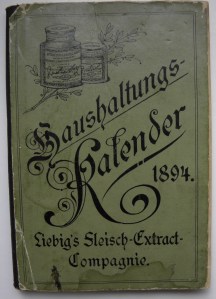 Haushaltungs-
Kalender
1894.
Liebig's Fleisch-Extract-
Compagnie.